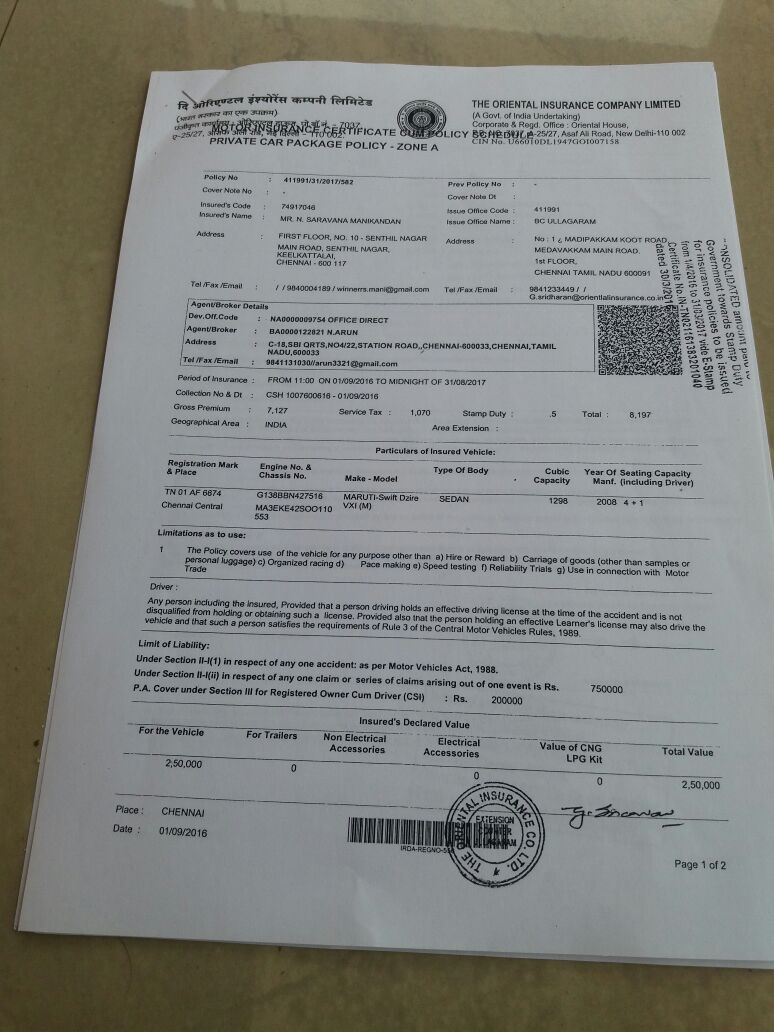 दि ओरिएण्टल इंश्योरेंस कम्पनी लिमिटेड
(भारत सरकार का एक उपक्रम)
THE ORIENTAL INSURANCE COMPANY LIMITED
(A Govt. of India Undertaking)
Corporate & Regd. Office : Oriental House,
A-25/27, Asaf Ali Road, New Delhi-110 002
CIN No. U66010DL1947GOI007158
MOTOR INSURANCE CERTIFICATE CUM POLICY SCHEDULE
PRIVATE CAR PACKAGE POLICY - ZONE A
Policy No : 411991/31/2017/582 Prev Policy No : -
Cover Note No : - Cover Note Dt :
Insured's Code : 74917046 Issue Office Code : 411991
Insured's Name : MR. N. SARAVANA MANIKANDAN Issue Office Name : BC ULLAGARAM
Address : FIRST FLOOR, NO. 10 - SENTHIL NAGAR Address : No : 1 MADIPAKKAM KOOT ROAD
MAIN ROAD, SENTHIL NAGAR, MEDAVAKKAM MAIN ROAD.
KEELKATTALAI, 1st FLOOR,
CHENNAI - 600 117 CHENNAI TAMIL NADU 600091
Tel /Fax /Email : / / 9840004189 / winnerrs.mani@gmail.com Tel /Fax /Email : 9841233449 / /
G.sridharan@orientlalinsurance.co.in
CONSOLIDATED amount paid to
Government towards Stamp Duty
for insurance policies to be issued
from 1/4/2016 to 31/03/2017 vide E-Stamp
Certificate No.IN-TN02116138320104O
dated 30/3/2016
Agent/Broker Details
Dev.Off.Code : NA0000009754 OFFICE DIRECT
Agent/Broker : BA0000122821 N.ARUN
Address : C-18,SBI QRTS,NO4/22,STATION ROAD,,CHENNAI-600033,CHENNAI,TAMIL
NADU,600033
Tel /Fax /Email : 9841131030//arun3321@gmail.com
Period of Insurance : FROM 11:00 ON 01/09/2016 TO MIDNIGHT OF 31/08/2017
Collection No & Dt : CSH 1007600616 - 01/09/2016
Gross Premium : 7,127 Service Tax : 1,070 Stamp Duty : .5 Total : 8,197
Geographical Area : INDIA Area Extension :
Particulars of Insured Vehicle:
Registration Mark & Place Engine No. & Chassis No. Make - Model Type Of Body Cubic Capacity Year Of Manf. Seating Capacity (including Driver)
TN 01 AF 6874 G138BBN427516 MARUTI-Swift Dzire SEDAN 1298 2008 4 + 1
Chennai Central MA3EKE42SOO110 VXI (M)
553
Limitations as to use:
1 The Policy covers use of the vehicle for any purpose other than a) Hire or Reward b) Carriage of goods (other than samples or
personal luggage) c) Organized racing d) Pace making e) Speed testing f) Reliability Trials g) Use in connection with Motor
Trade
Driver :
Any person including the insured, Provided that a person driving holds an effective driving license at the time of the accident and is not
disqualified from holding or obtaining such a license. Provided also that the person holding an effective Learner's license may also drive the
vehicle and that such a person satisfies the requirements of Rule 3 of the Central Motor Vehicles Rules, 1989.
Limit of Liability:
Under Section II-I(1) in respect of any one accident: as per Motor Vehicles Act, 1988.
Under Section II-I(ii) in respect of any one claim or series of claims arising out of one event is Rs. 750000
P.A. Cover under Section III for Registered Owner Cum Driver (CSI) : Rs. 200000
Insured's Declared Value
For the Vehicle For Trailers Non Electrical Accessories Electrical Accessories Value of CNG LPG Kit Total Value
2,50,000 0 0 0 2,50,000
Place : CHENNAI
Date : 01/09/2016
THE ORIENTAL INSURANCE CO. LTD.
EXTENSION
IRDA-REGNO-556
Page 1 of 2